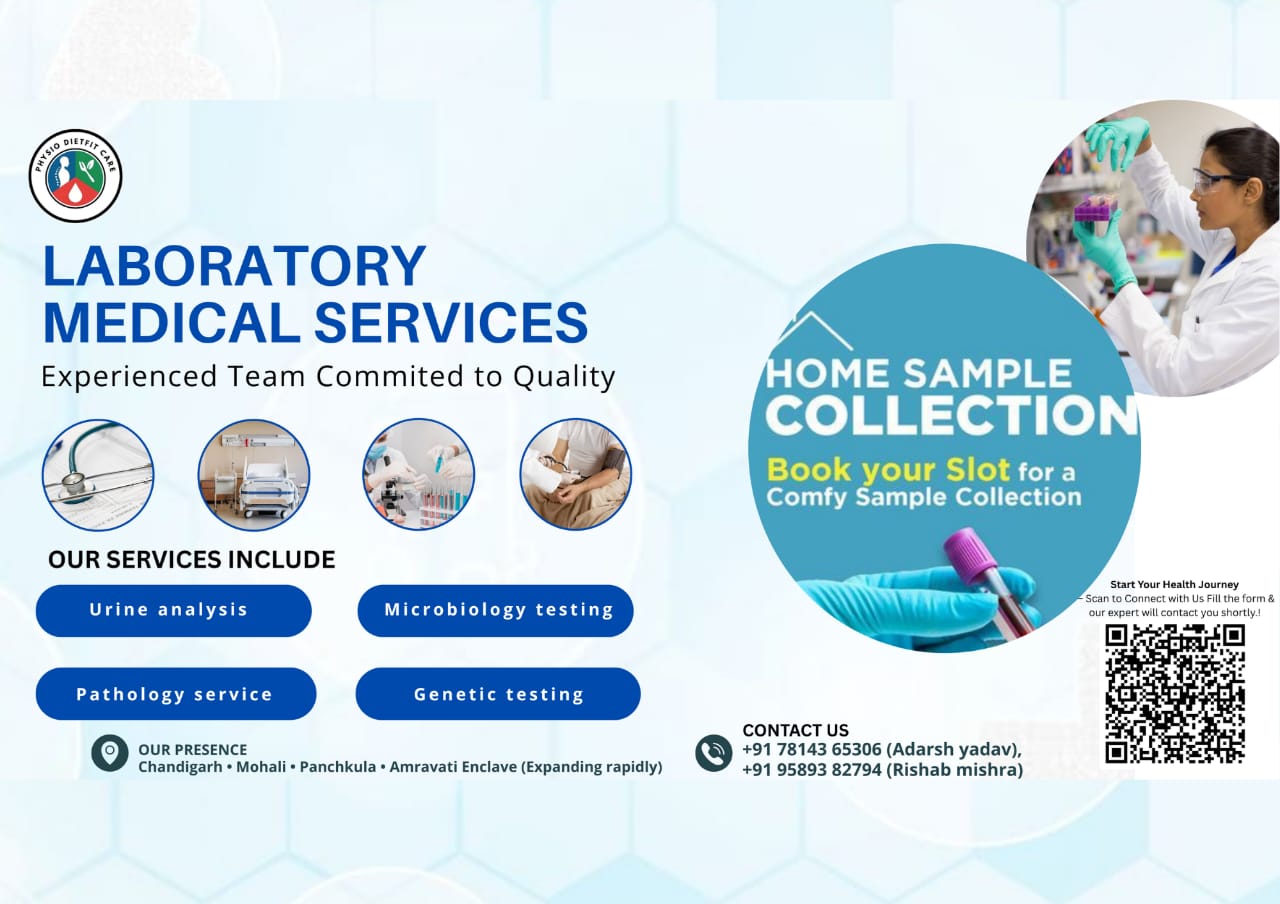 PHYSIO DIETFIT CARE
LABORATORY
MEDICAL SERVICES
Experienced Team Commited to Quality
OUR SERVICES INCLUDE
Urine analysis
Microbiology testing
Pathology service
Genetic testing
OUR PRESENCE
Chandigarh • Mohali • Panchkula • Amravati Enclave (Expanding rapidly)
HOME SAMPLE
COLLECTION
Book your Slot for a
Comfy Sample Collection
CONTACT US
+91 78143 65306 (Adarsh yadav),
+91 95893 82794 (Rishab mishra)
Start Your Health Journey
– Scan to Connect with Us Fill the form &
our expert will contact you shortly.!